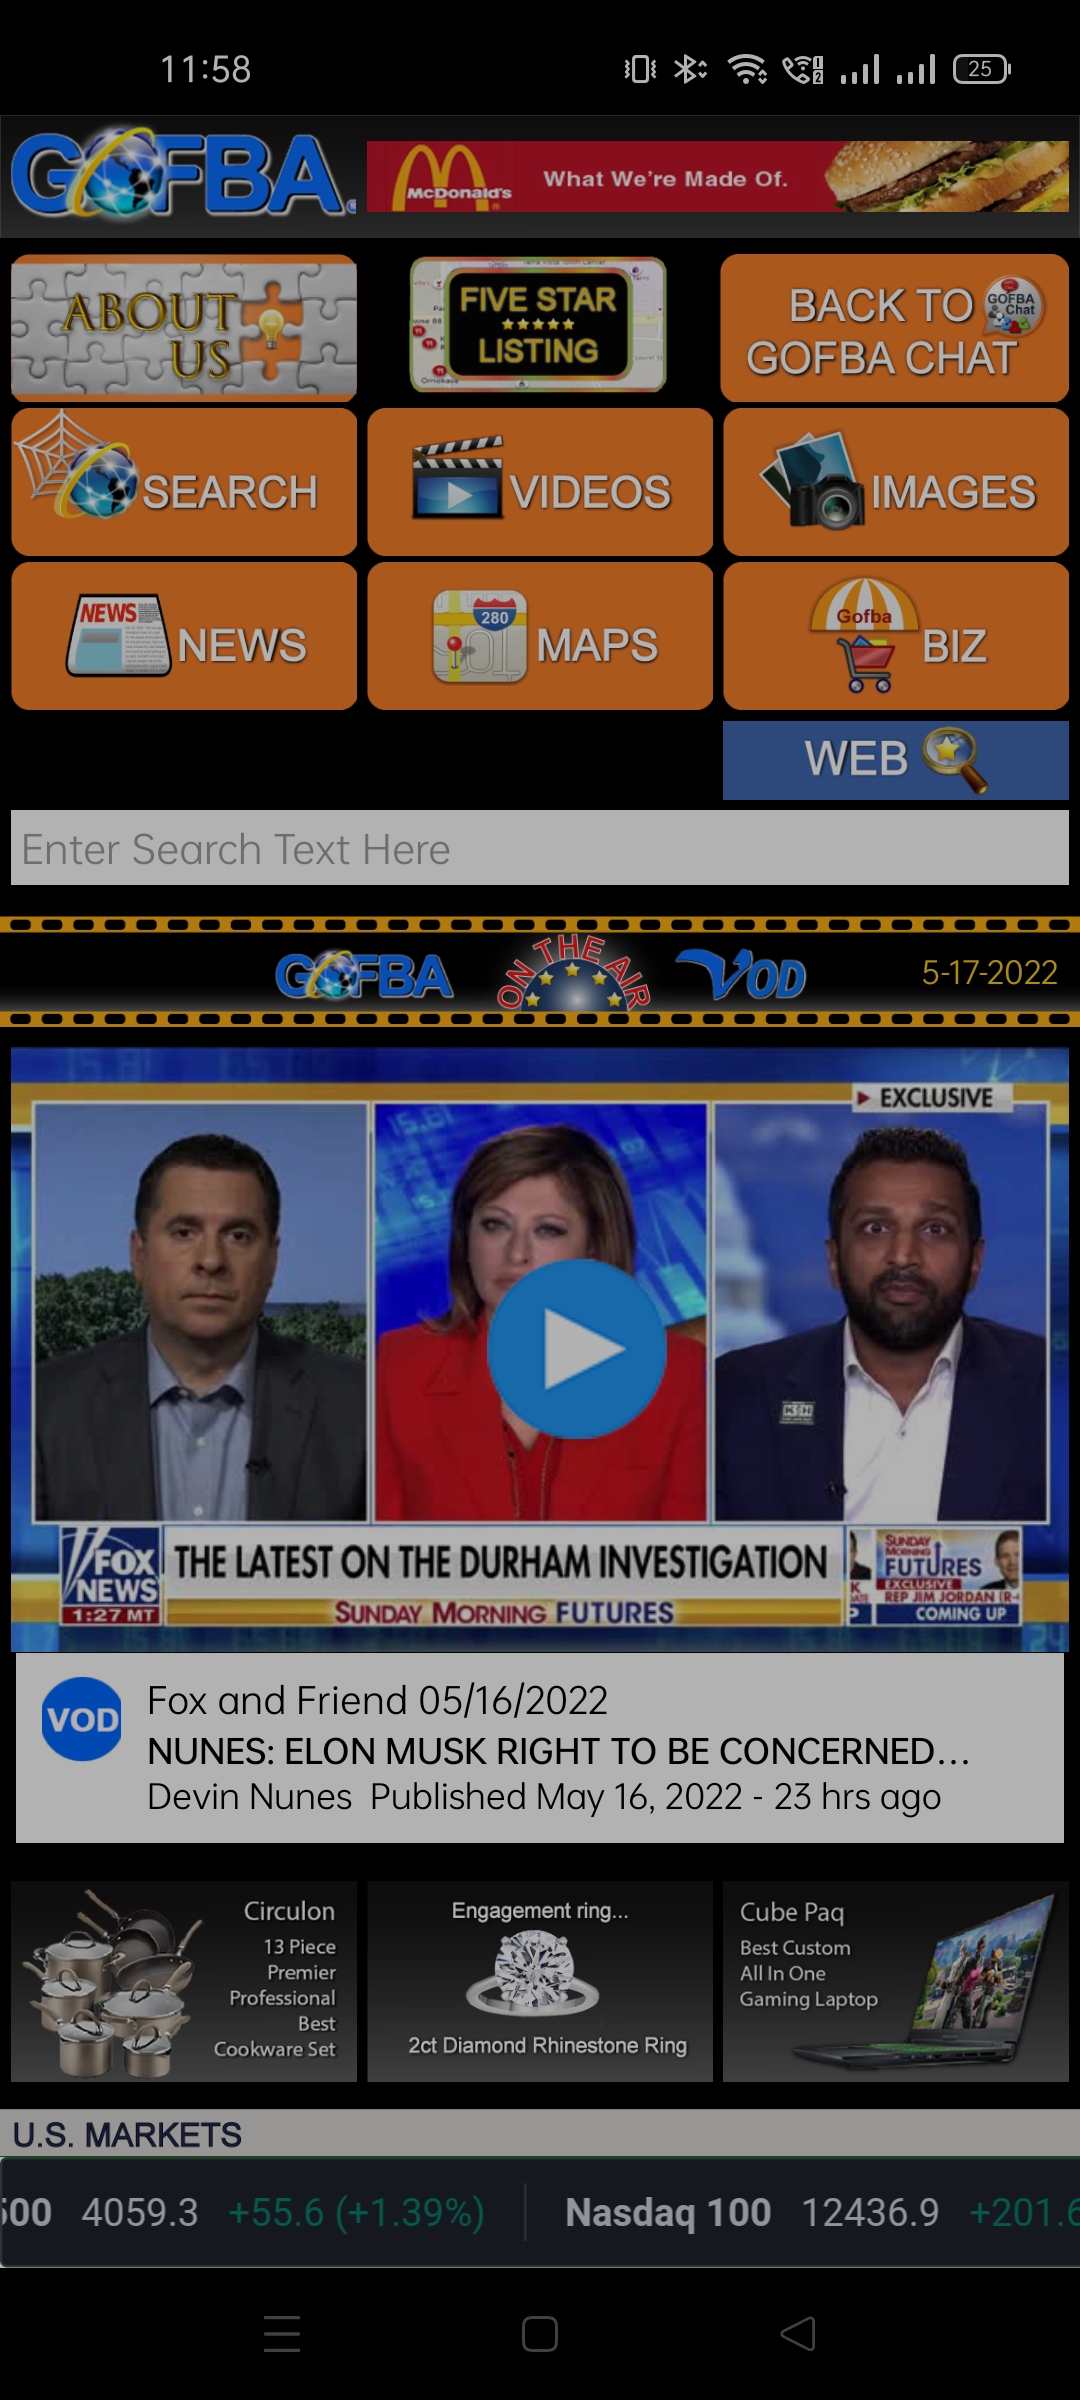 11:58
25
GOFBA
McDonald's
What We're Made Of.
ABOUT
US
FIVE STAR
LISTING
BACK TO
GOFBA
Chat
GOFBA CHAT
SEARCH
VIDEOS
IMAGES
NEWS
NEWS
280
MAPS
Gofba
BIZ
WEB
Enter Search Text Here
GOFBA
ON THE AIR
VOD
5-17-2022
EXCLUSIVE
FOX
NEWS
1:27 MT
THE LATEST ON THE DURHAM INVESTIGATION
SUNDAY MORNING FUTURES
SUNDAY
MORNING
FUTURES
EXCLUSIVE
REP JIM JORDAN (R-
COMING UP
VOD
Fox and Friend 05/16/2022
NUNES: ELON MUSK RIGHT TO BE CONCERNED...
Devin Nunes Published May 16, 2022 - 23 hrs ago
Circulon
13 Piece
Premier
Professional
Best
Cookware Set
Engagement ring...
2ct Diamond Rhinestone Ring
Cube Paq
Best Custom
All In One
Gaming Laptop
U.S. MARKETS
500 4059.3 +55.6 (+1.39%)
Nasdaq 100 12436.9 +201.6